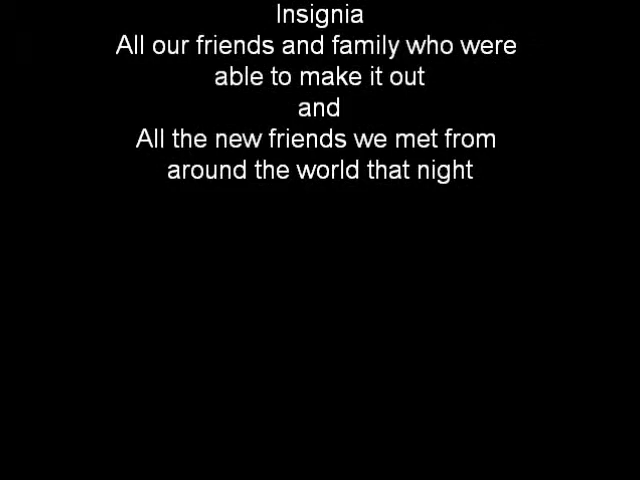 Insignia
All our friends and family who were
able to make it out
and
All the new friends we met from
around the world that night